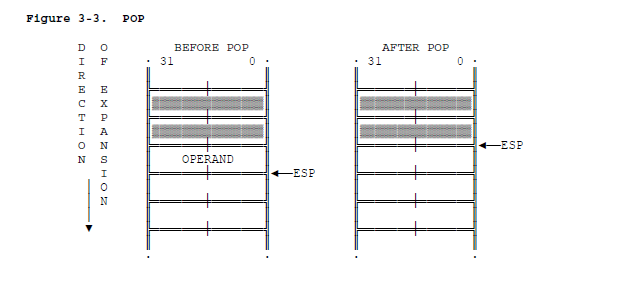 Figure 3-3. POP
D O BEFORE POP AFTER POP
I F 31 0 31 0
R
E E
C X
T P
I A
O N ESP
N S OPERAND
I ESP
O
N